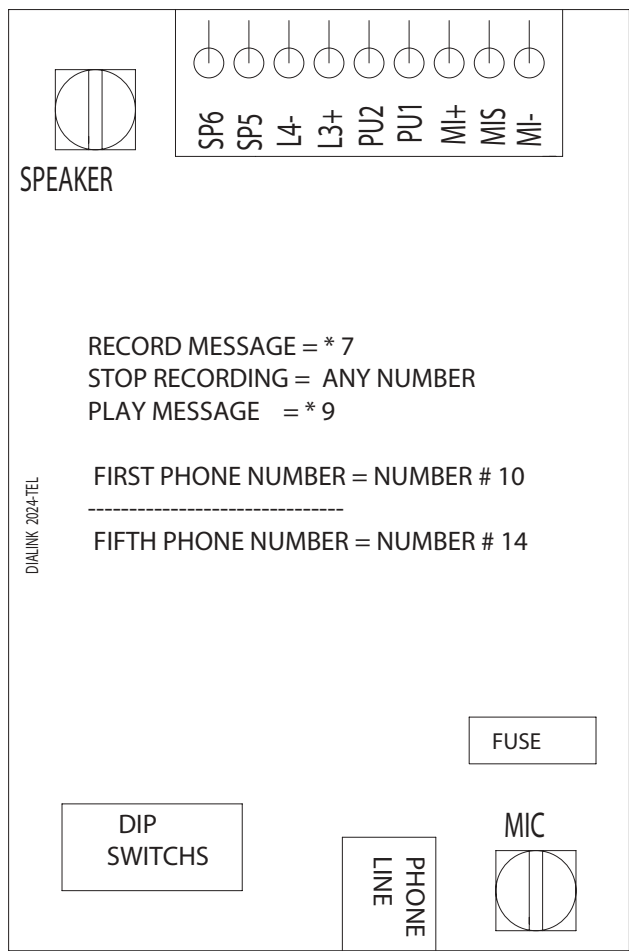 SP6
SP5
L4-
L3+
PU2
PU1
MI+
MIS
MI-
SPEAKER
RECORD MESSAGE = * 7
STOP RECORDING = ANY NUMBER
PLAY MESSAGE = * 9
FIRST PHONE NUMBER = NUMBER # 10
-------------------------------
FIFTH PHONE NUMBER = NUMBER # 14
DIALINK 2024-TEL
FUSE
DIP
SWITCHS
PHONE
LINE
MIC